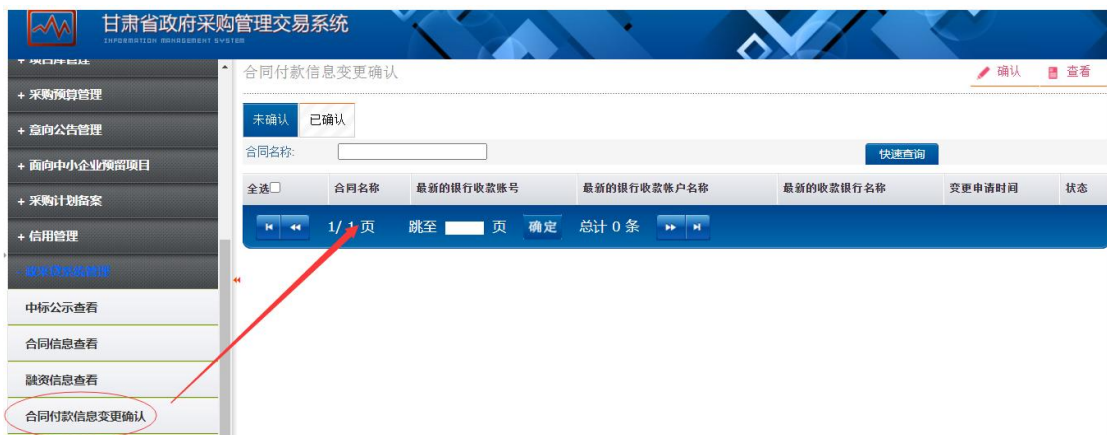 甘肃省政府采购管理交易系统
INFORMATION MANAGEMENT SYSTEM
+ 采购预算管理
+ 意向公告管理
+ 面向中小企业预留项目
+ 采购计划备案
+ 信用管理
中标公示查看
合同信息查看
融资信息查看
合同付款信息变更确认
合同付款信息变更确认
确认 查看
未确认 已确认
合同名称: 快速查询
全选 合同名称 最新的银行收款账号 最新的银行收款帐户名称 最新的收款银行名称 变更申请时间 状态
1/ 1 页 跳至 页 确定 总计 0 条